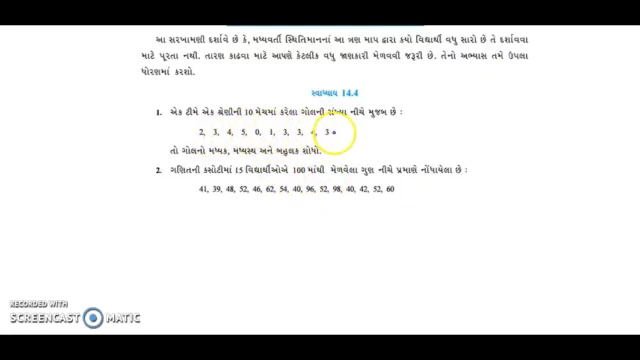 આ સરખામણી દર્શાવે છે કે, મધ્યવર્તી સ્થિતિમાનનાં આ ત્રણ માપ દ્વારા કયો વિદ્યાર્થી વધુ સારો છે તે દર્શાવવા
માટે પૂરતા નથી. તારણ કાઢવા માટે આપણે કેટલીક વધુ જાણકારી મેળવવી જરૂરી છે. તેનો અભ્યાસ તમે ઉપલા
ધોરણમાં કરશો.
સ્વાધ્યાય 14.4
1. એક ટીમે એક શ્રેણીની 10 મેચમાં કરેલા ગોલની સંખ્યા નીચે મુજબ છે :
2, 3, 4, 5, 0, 1, 3, 3, 4, 3
તો ગોલનો મધ્યક, મધ્યસ્થ અને બહુલક શોધો.
2. ગણિતની કસોટીમાં 15 વિદ્યાર્થીઓએ 100 માંથી મેળવેલા ગુણ નીચે પ્રમાણે નોંધાયેલા છે :
41, 39, 48, 52, 46, 62, 54, 40, 96, 52, 98, 40, 42, 52, 60
RECORDED WITH
SCREENCAST MATIC